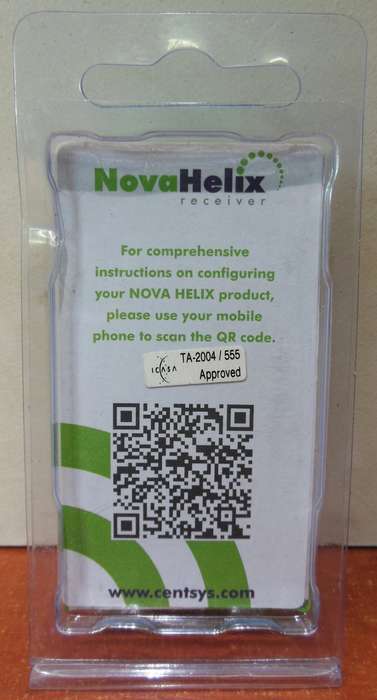 NovaHelix
receiver
For comprehensive
instructions on configuring
your NOVA HELIX product,
please use your mobile
phone to scan the QR code.
ICASA
TA-2004 / 555
Approved
www.centsys.com